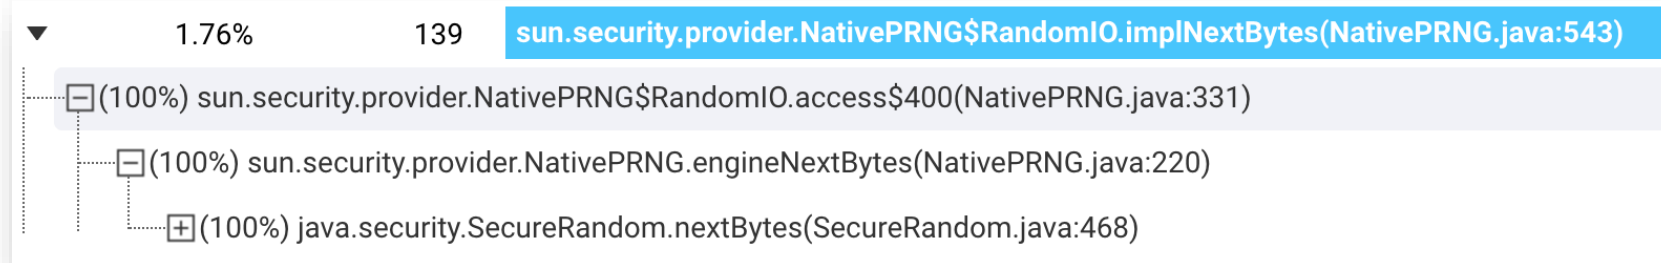 1.76% 139 sun.security.provider.NativePRNG$RandomIO.implNextBytes(NativePRNG.java:543)
(100%) sun.security.provider.NativePRNG$RandomIO.access$400(NativePRNG.java:331)
(100%) sun.security.provider.NativePRNG.engineNextBytes(NativePRNG.java:220)
(100%) java.security.SecureRandom.nextBytes(SecureRandom.java:468)